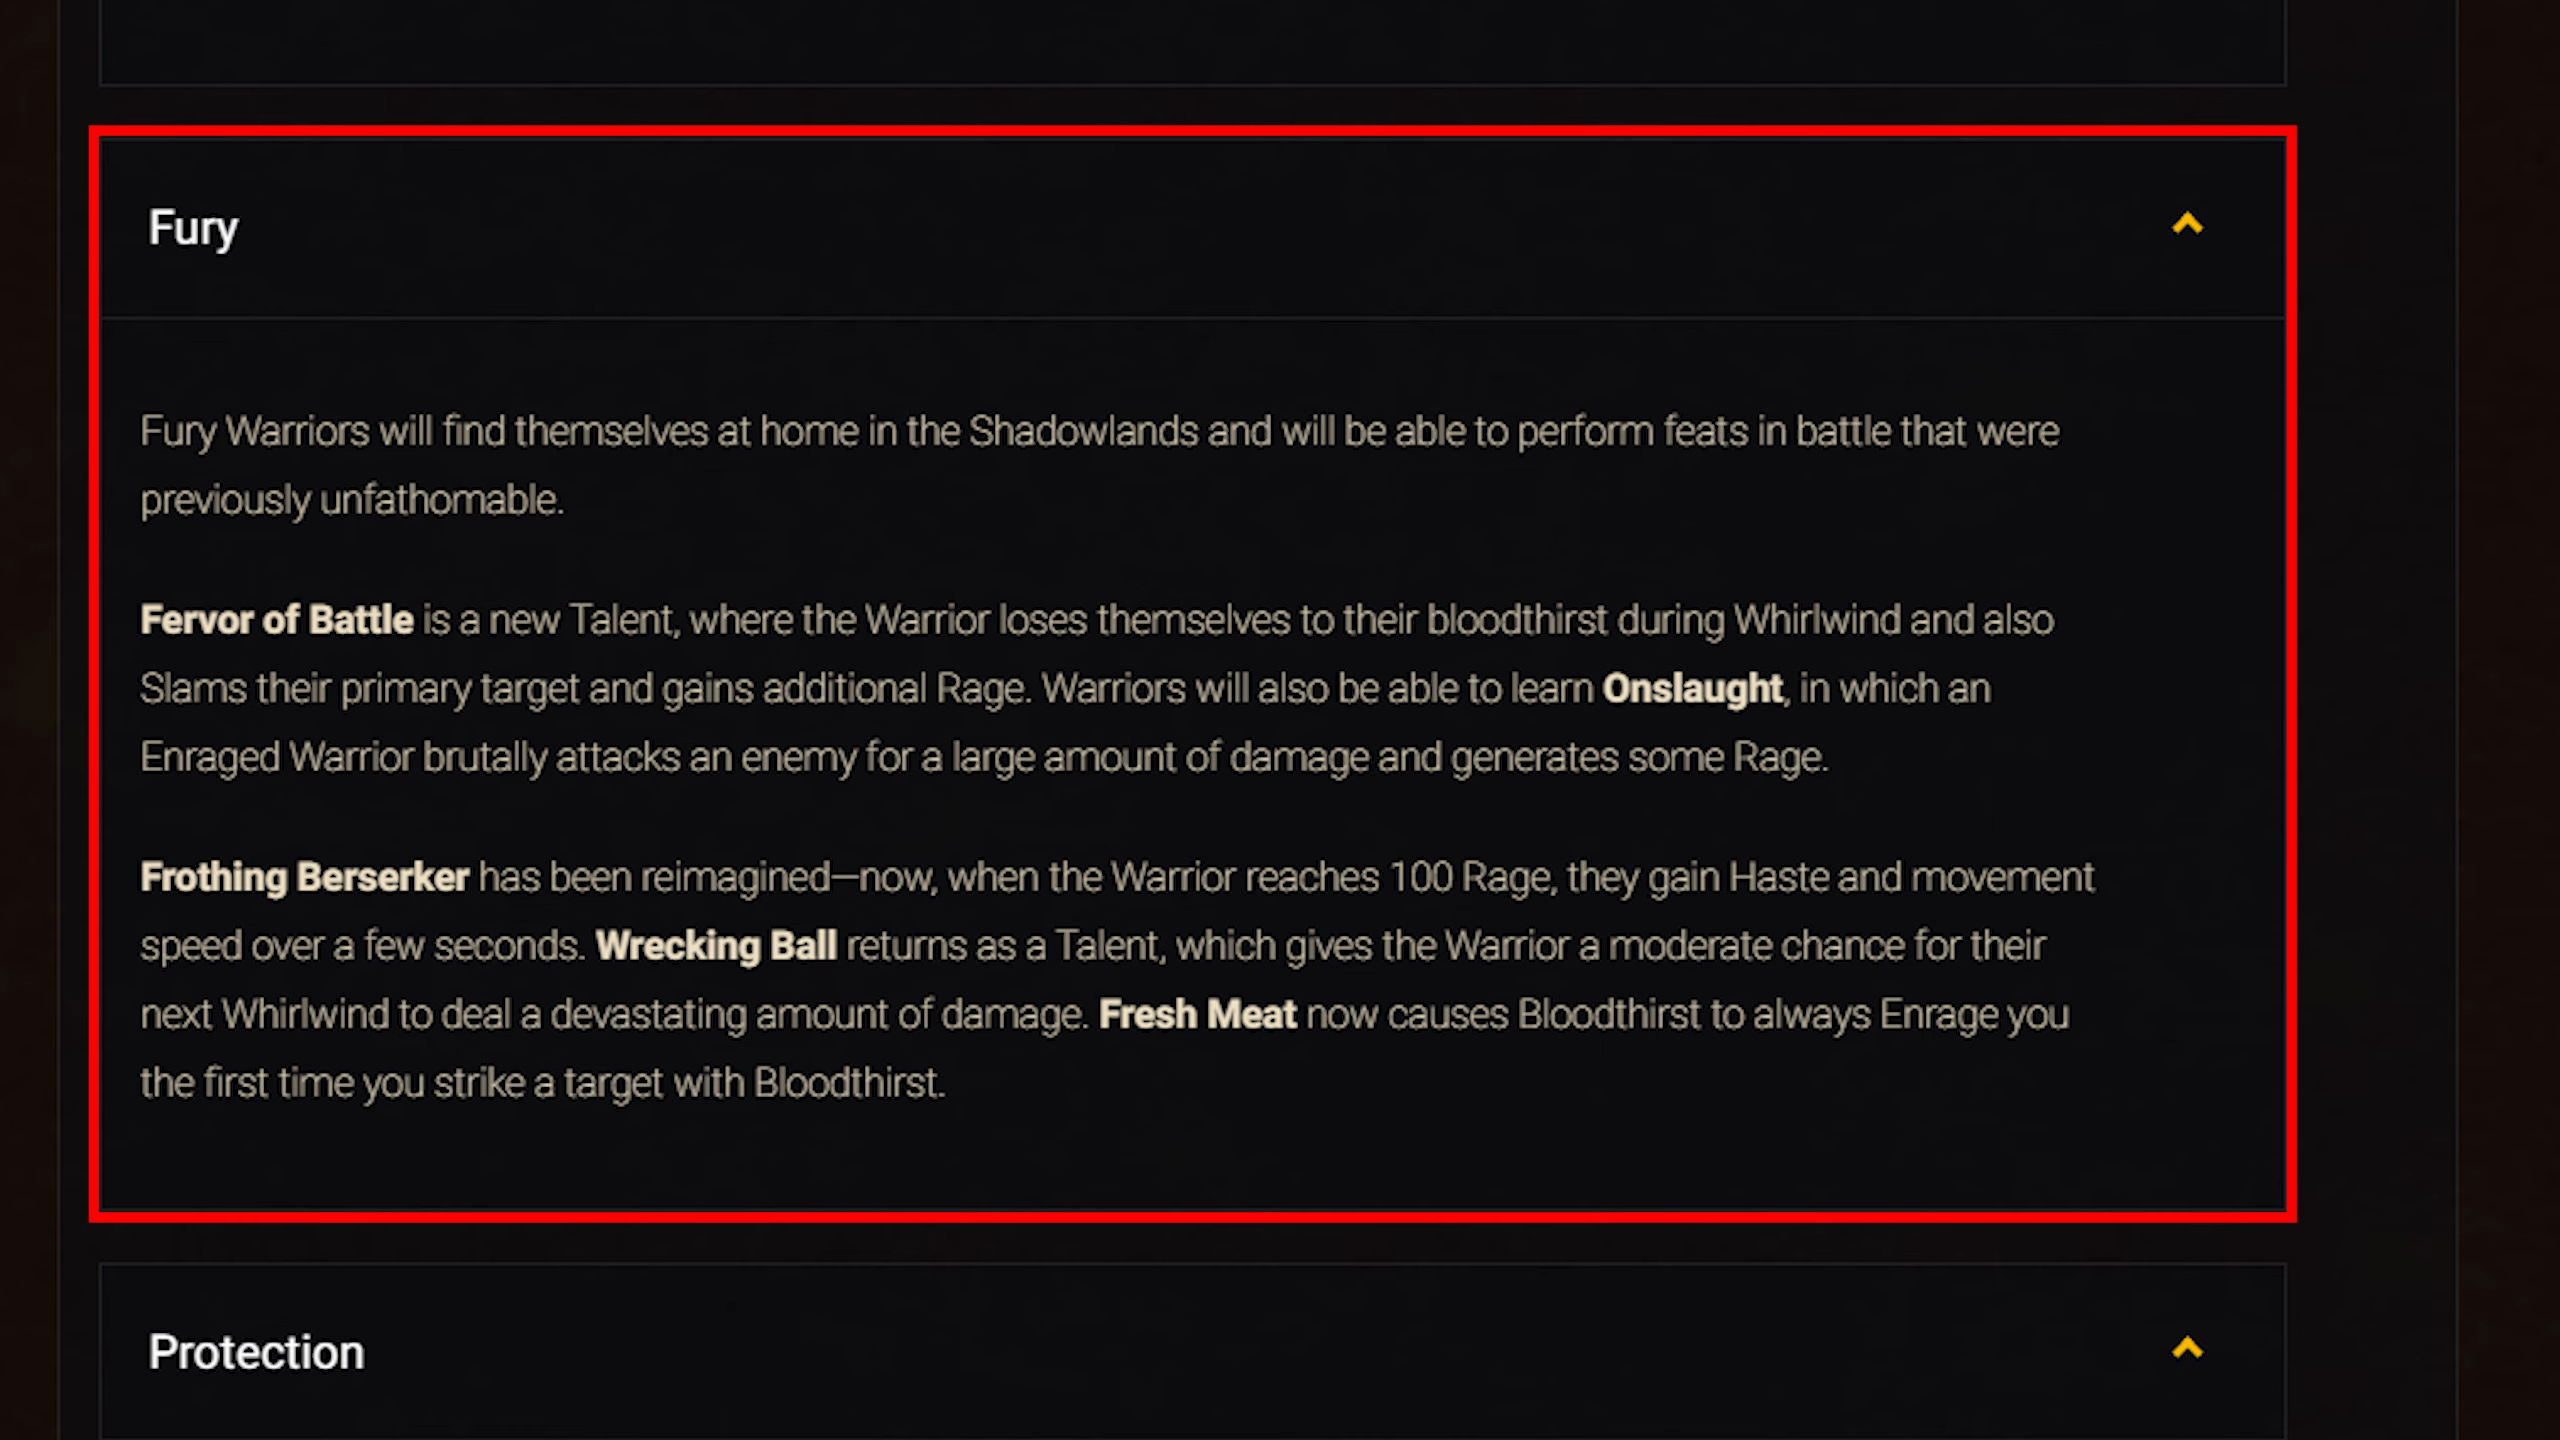 Fury
Fury Warriors will find themselves at home in the Shadowlands and will be able to perform feats in battle that were
previously unfathomable.
Fervor of Battle is a new Talent, where the Warrior loses themselves to their bloodthirst during Whirlwind and also
Slams their primary target and gains additional Rage. Warriors will also be able to learn Onslaught, in which an
Enraged Warrior brutally attacks an enemy for a large amount of damage and generates some Rage.
Frothing Berserker has been reimagined—now, when the Warrior reaches 100 Rage, they gain Haste and movement
speed over a few seconds. Wrecking Ball returns as a Talent, which gives the Warrior a moderate chance for their
next Whirlwind to deal a devastating amount of damage. Fresh Meat now causes Bloodthirst to always Enrage you
the first time you strike a target with Bloodthirst.
Protection